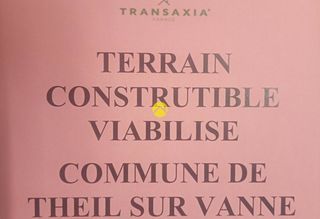 TRANSAXIA
TERRAIN
CONSTRUTIBLE
VIABILISE
COMMUNE DE
THEIL SUR VANNE